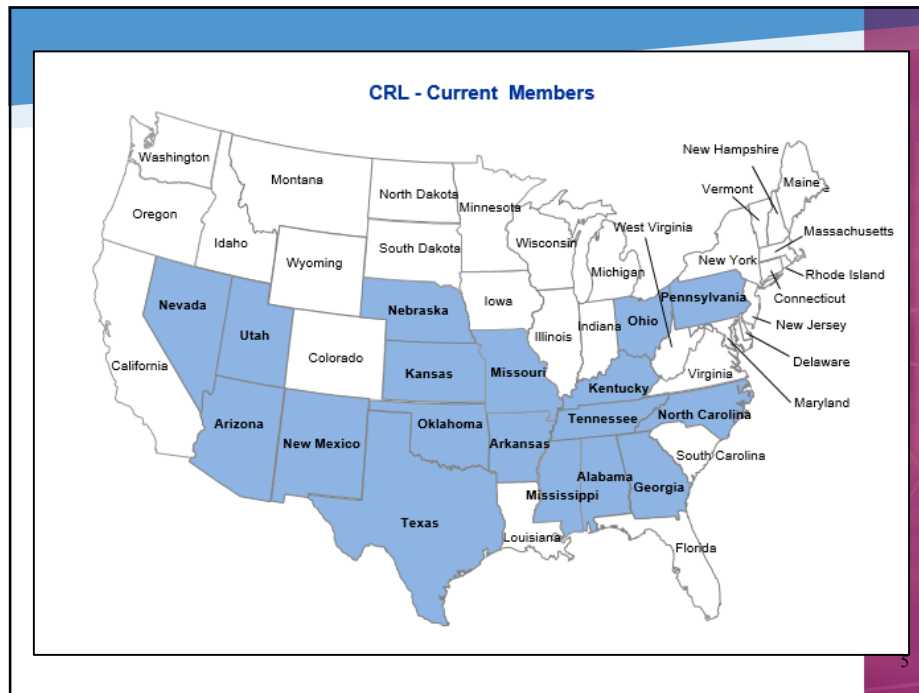 CRL - Current Members
New Hampshire
Washington
Montana
North Dakota
Minnesota
Vermont
Maine
Oregon
Idaho
South Dakota
Wisconsin
West Virginia
Massachusetts
Wyoming
Michigan
New York
Rhode Island
Nevada
Nebraska
Iowa
Pennsylvania
Connecticut
Utah
Illinois
Indiana
Ohio
New Jersey
California
Colorado
Kansas
Missouri
Kentucky
Virginia
Delaware
Maryland
Arizona
New Mexico
Oklahoma
Arkansas
Tennessee
North Carolina
South Carolina
Mississippi
Alabama
Georgia
Texas
Louisiana
Florida
5